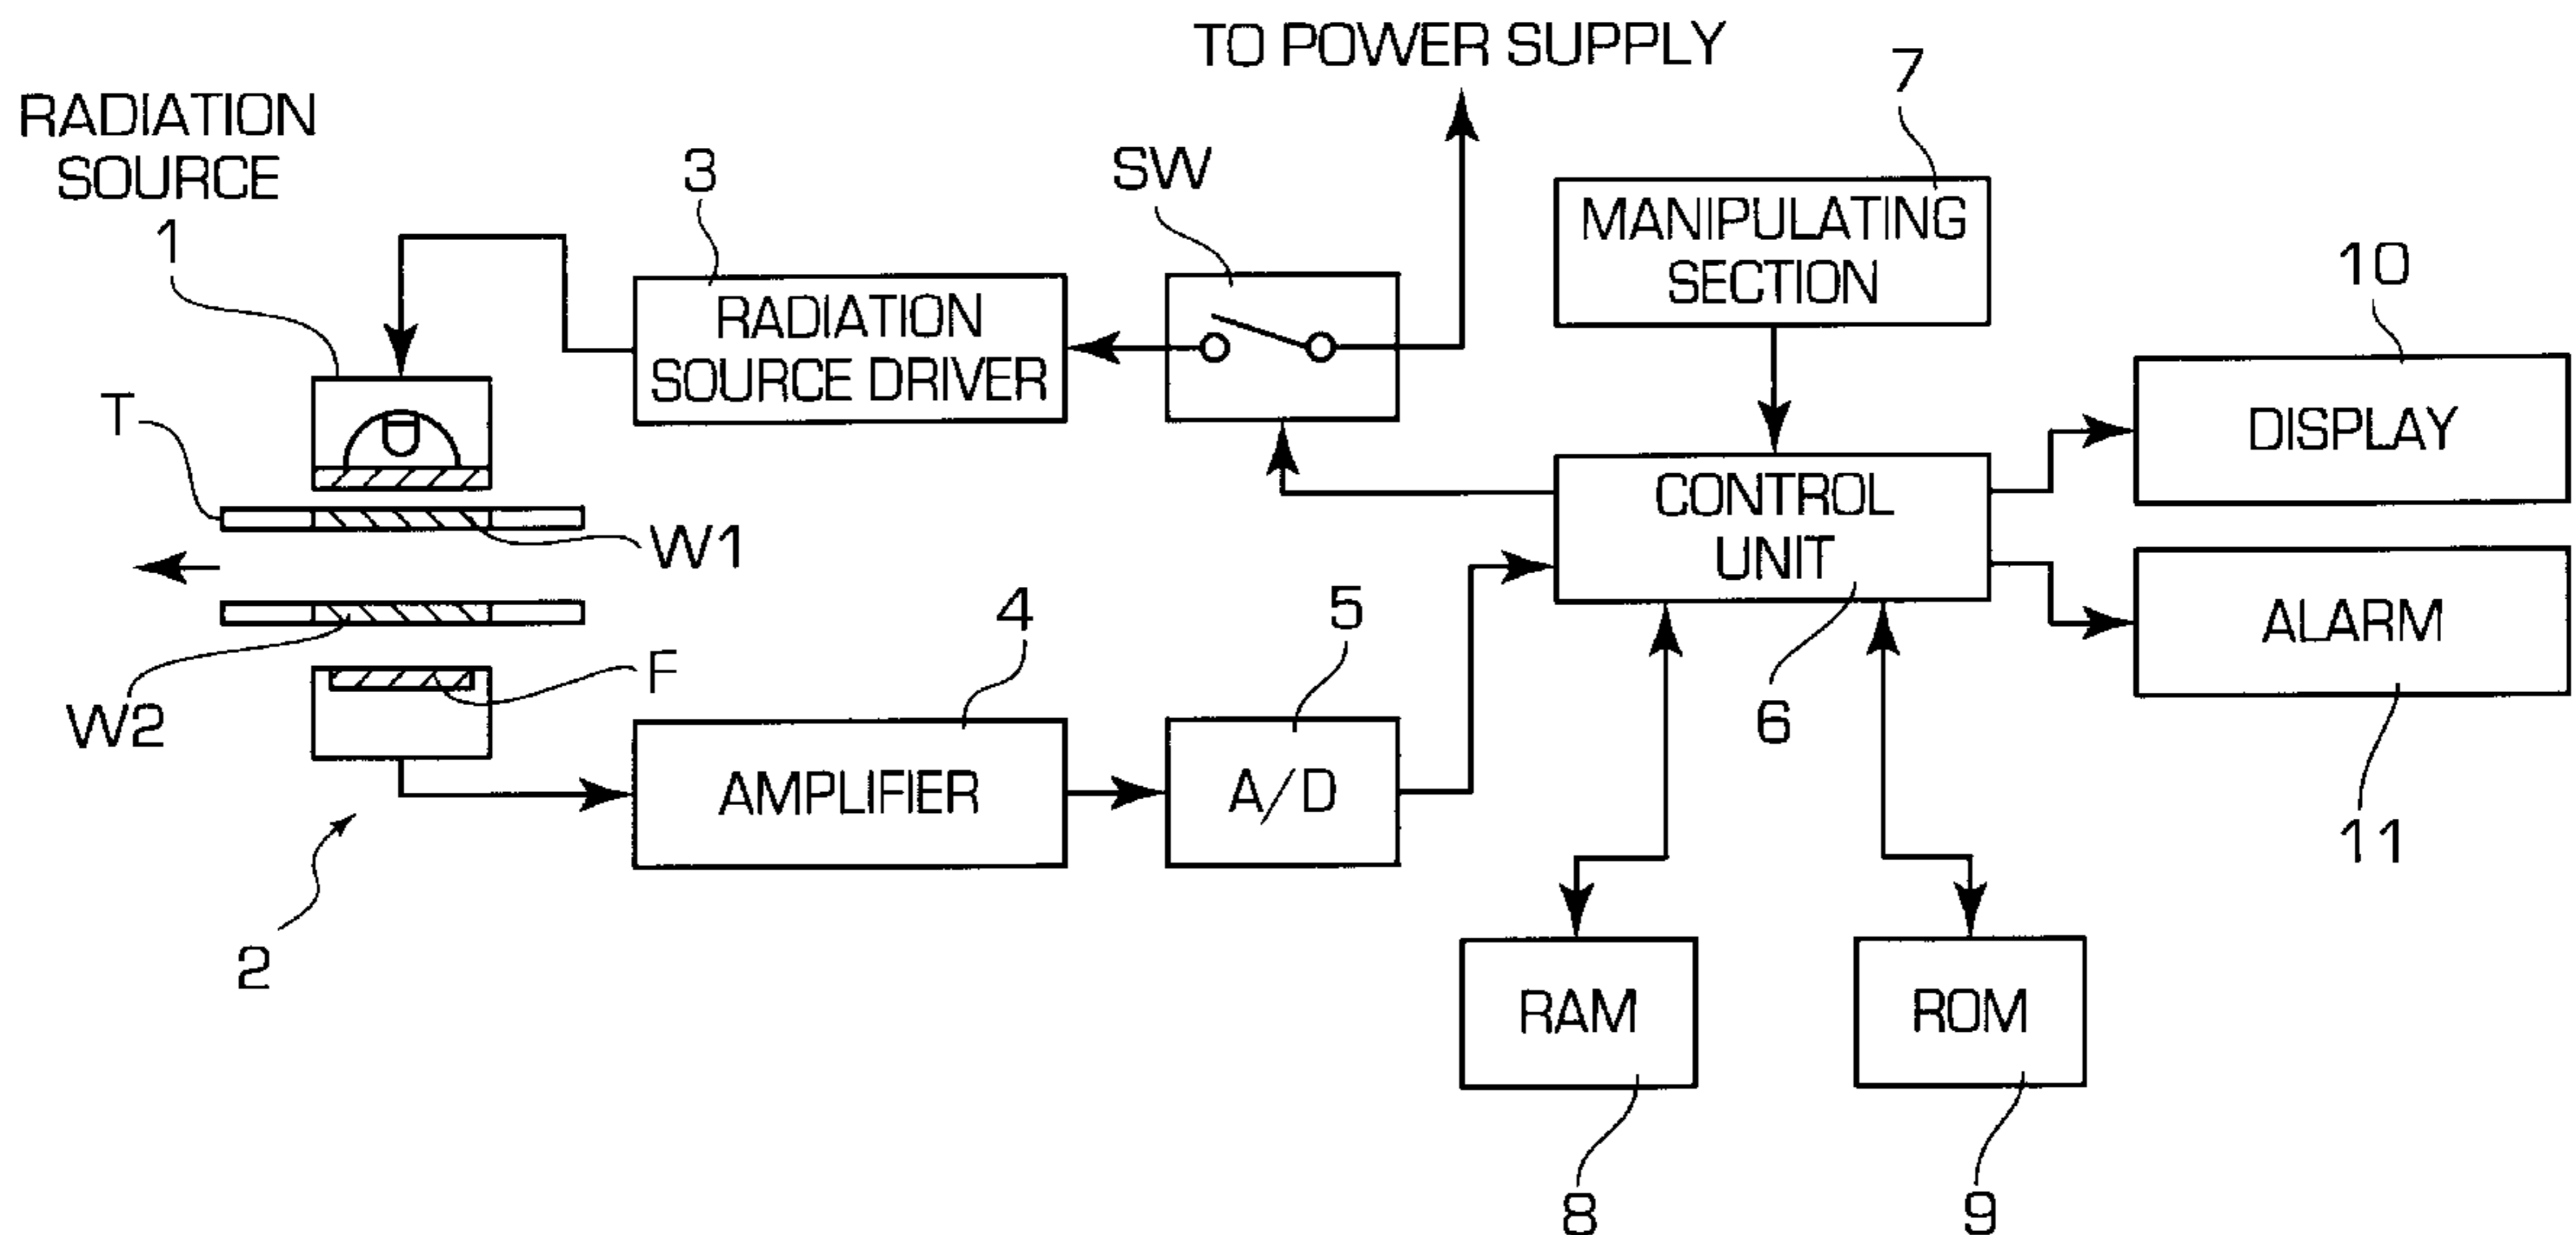 TO POWER SUPPLY
7
RADIATION
SOURCE
1
3
SW
MANIPULATING
SECTION
10
RADIATION
SOURCE DRIVER
T
DISPLAY
CONTROL
UNIT
W1
6
ALARM
11
W2
F
4
5
AMPLIFIER
A/D
2
RAM
ROM
8
9